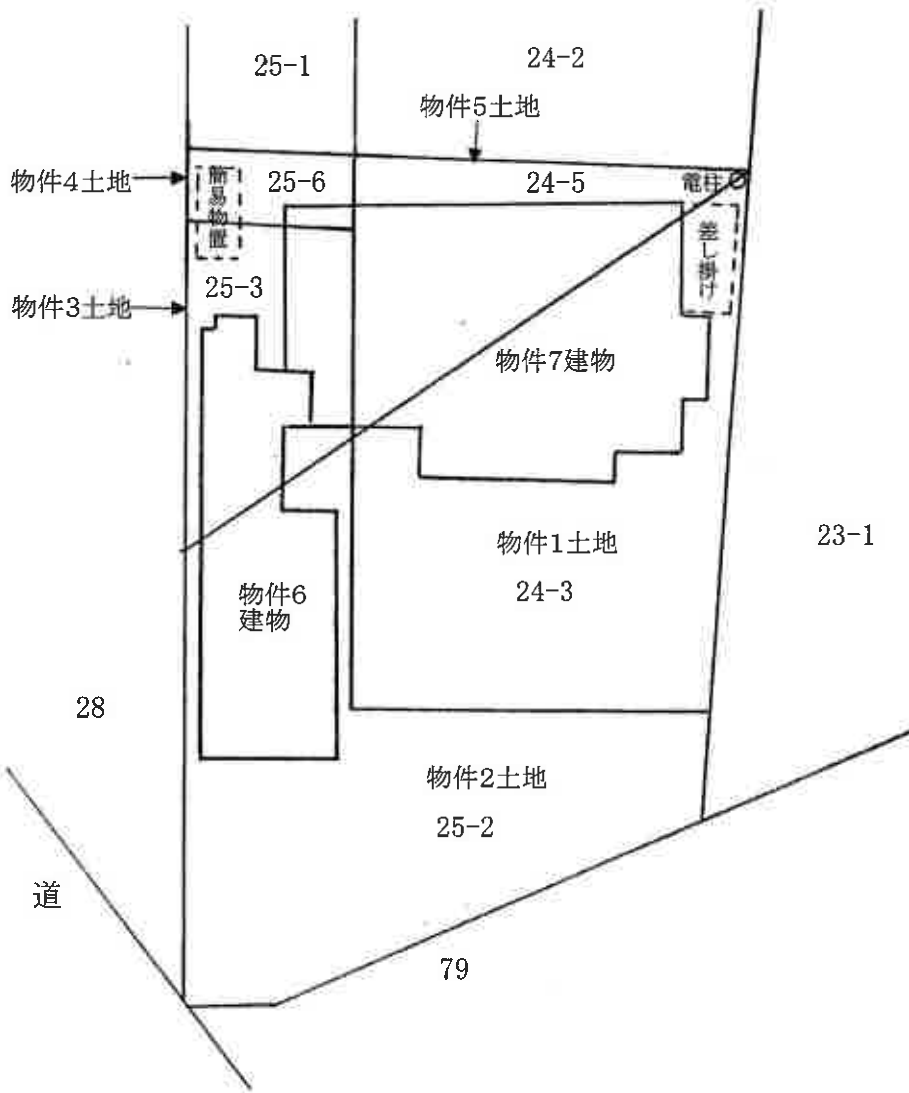 25-1
24-2
物件5土地
物件4土地
簡易物置
25-6
24-5
電柱
差し掛け
25-3
物件3土地
物件7建物
物件1土地
24-3
23-1
物件6
建物
28
物件2土地
25-2
道
79